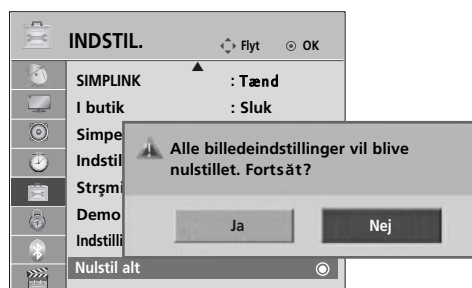 INDSTIL. Flyt OK
SIMPLINK : Tænd
I butik : Sluk
Simpe
Indstil
Strşmi
Demo
Indstilli
Nulstil alt
Alle billedeindstillinger vil blive
nulstillet. Fortsăt?
Ja Nej